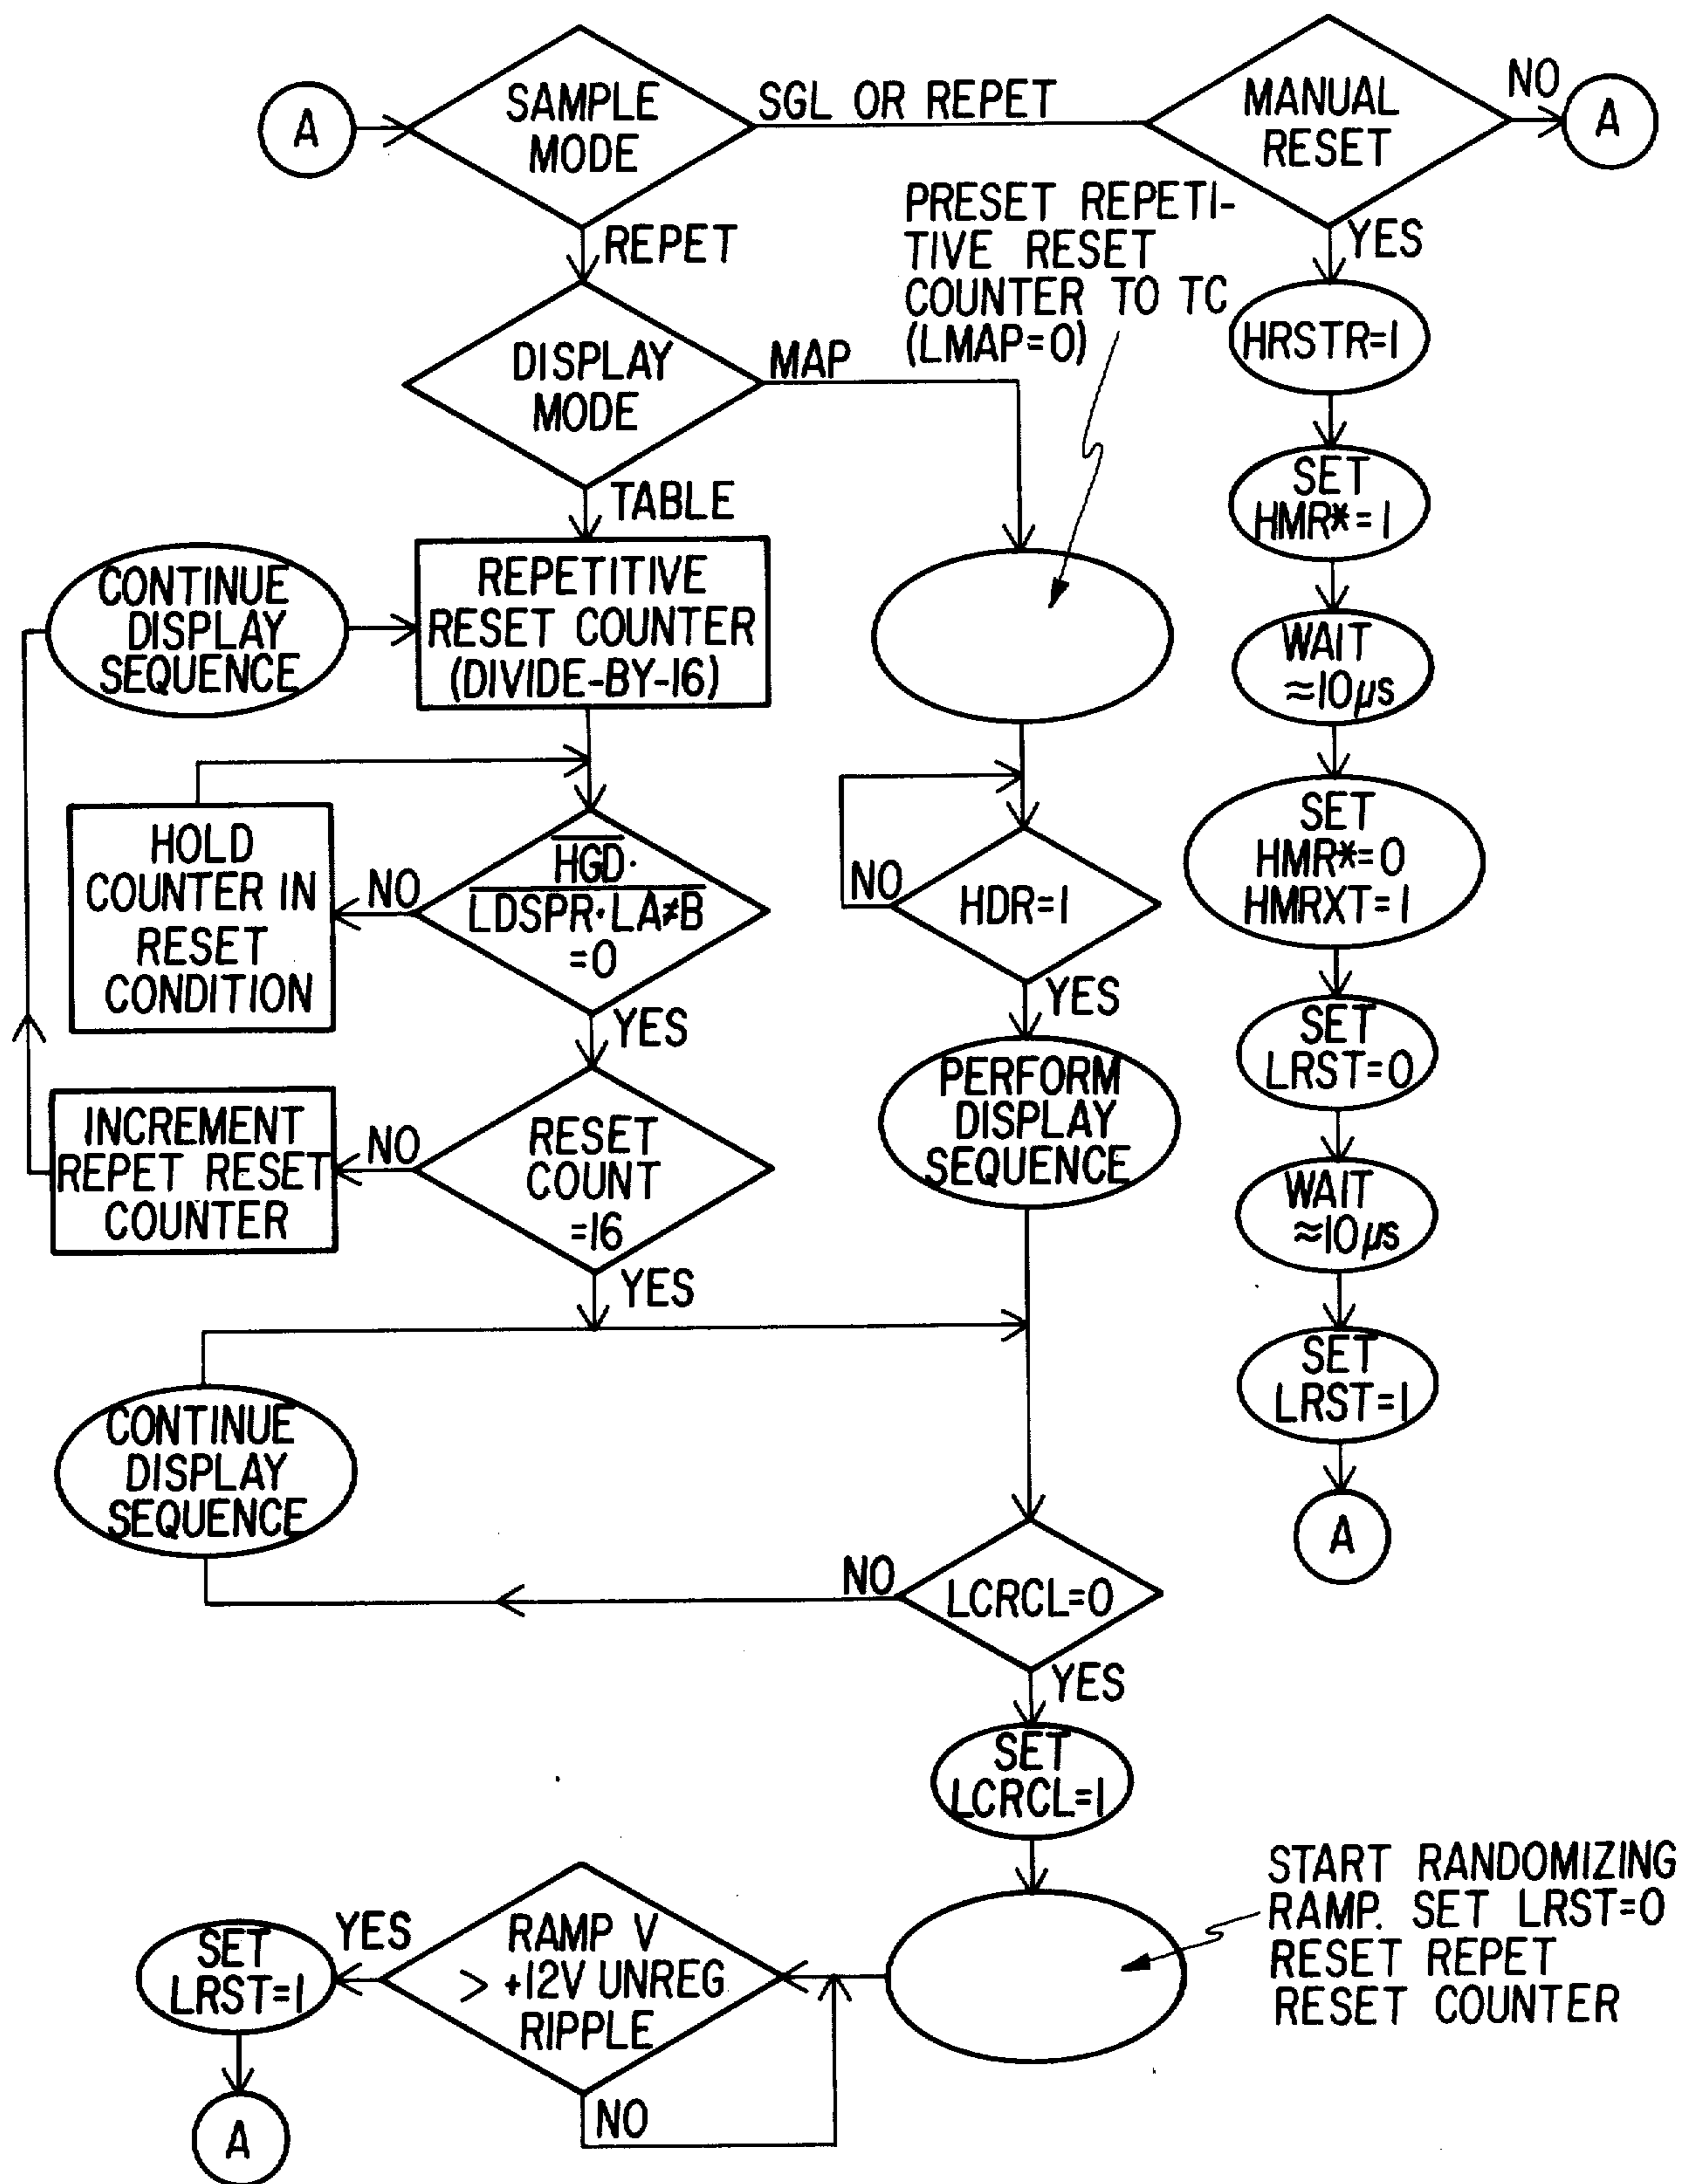 A
SAMPLE
MODE
SGL OR REPET
MANUAL
RESET
NO
A
REPET
PRESET REPETI-
TIVE RESET
COUNTER TO TC
(LMAP=0)
YES
HRSTR=1
DISPLAY
MODE
MAP
SET
HMR*=1
TABLE
CONTINUE
DISPLAY
SEQUENCE
REPETITIVE
RESET COUNTER
(DIVIDE-BY-16)
WAIT
≈10μs
HOLD
COUNTER IN
RESET
CONDITION
NO
HGD·
LDSPR·LA≠B
=0
NO
HDR=1
SET
HMR*=0
HMRXT=1
YES
YES
SET
LRST=0
INCREMENT
REPET RESET
COUNTER
NO
RESET
COUNT
=16
PERFORM
DISPLAY
SEQUENCE
WAIT
≈10μs
YES
SET
LRST=1
CONTINUE
DISPLAY
SEQUENCE
A
NO
LCRCL=0
YES
SET
LCRCL=1
START RANDOMIZING
RAMP. SET LRST=0
RESET REPET
RESET COUNTER
SET
LRST=1
YES
RAMP V
> +12V UNREG
RIPPLE
NO
A